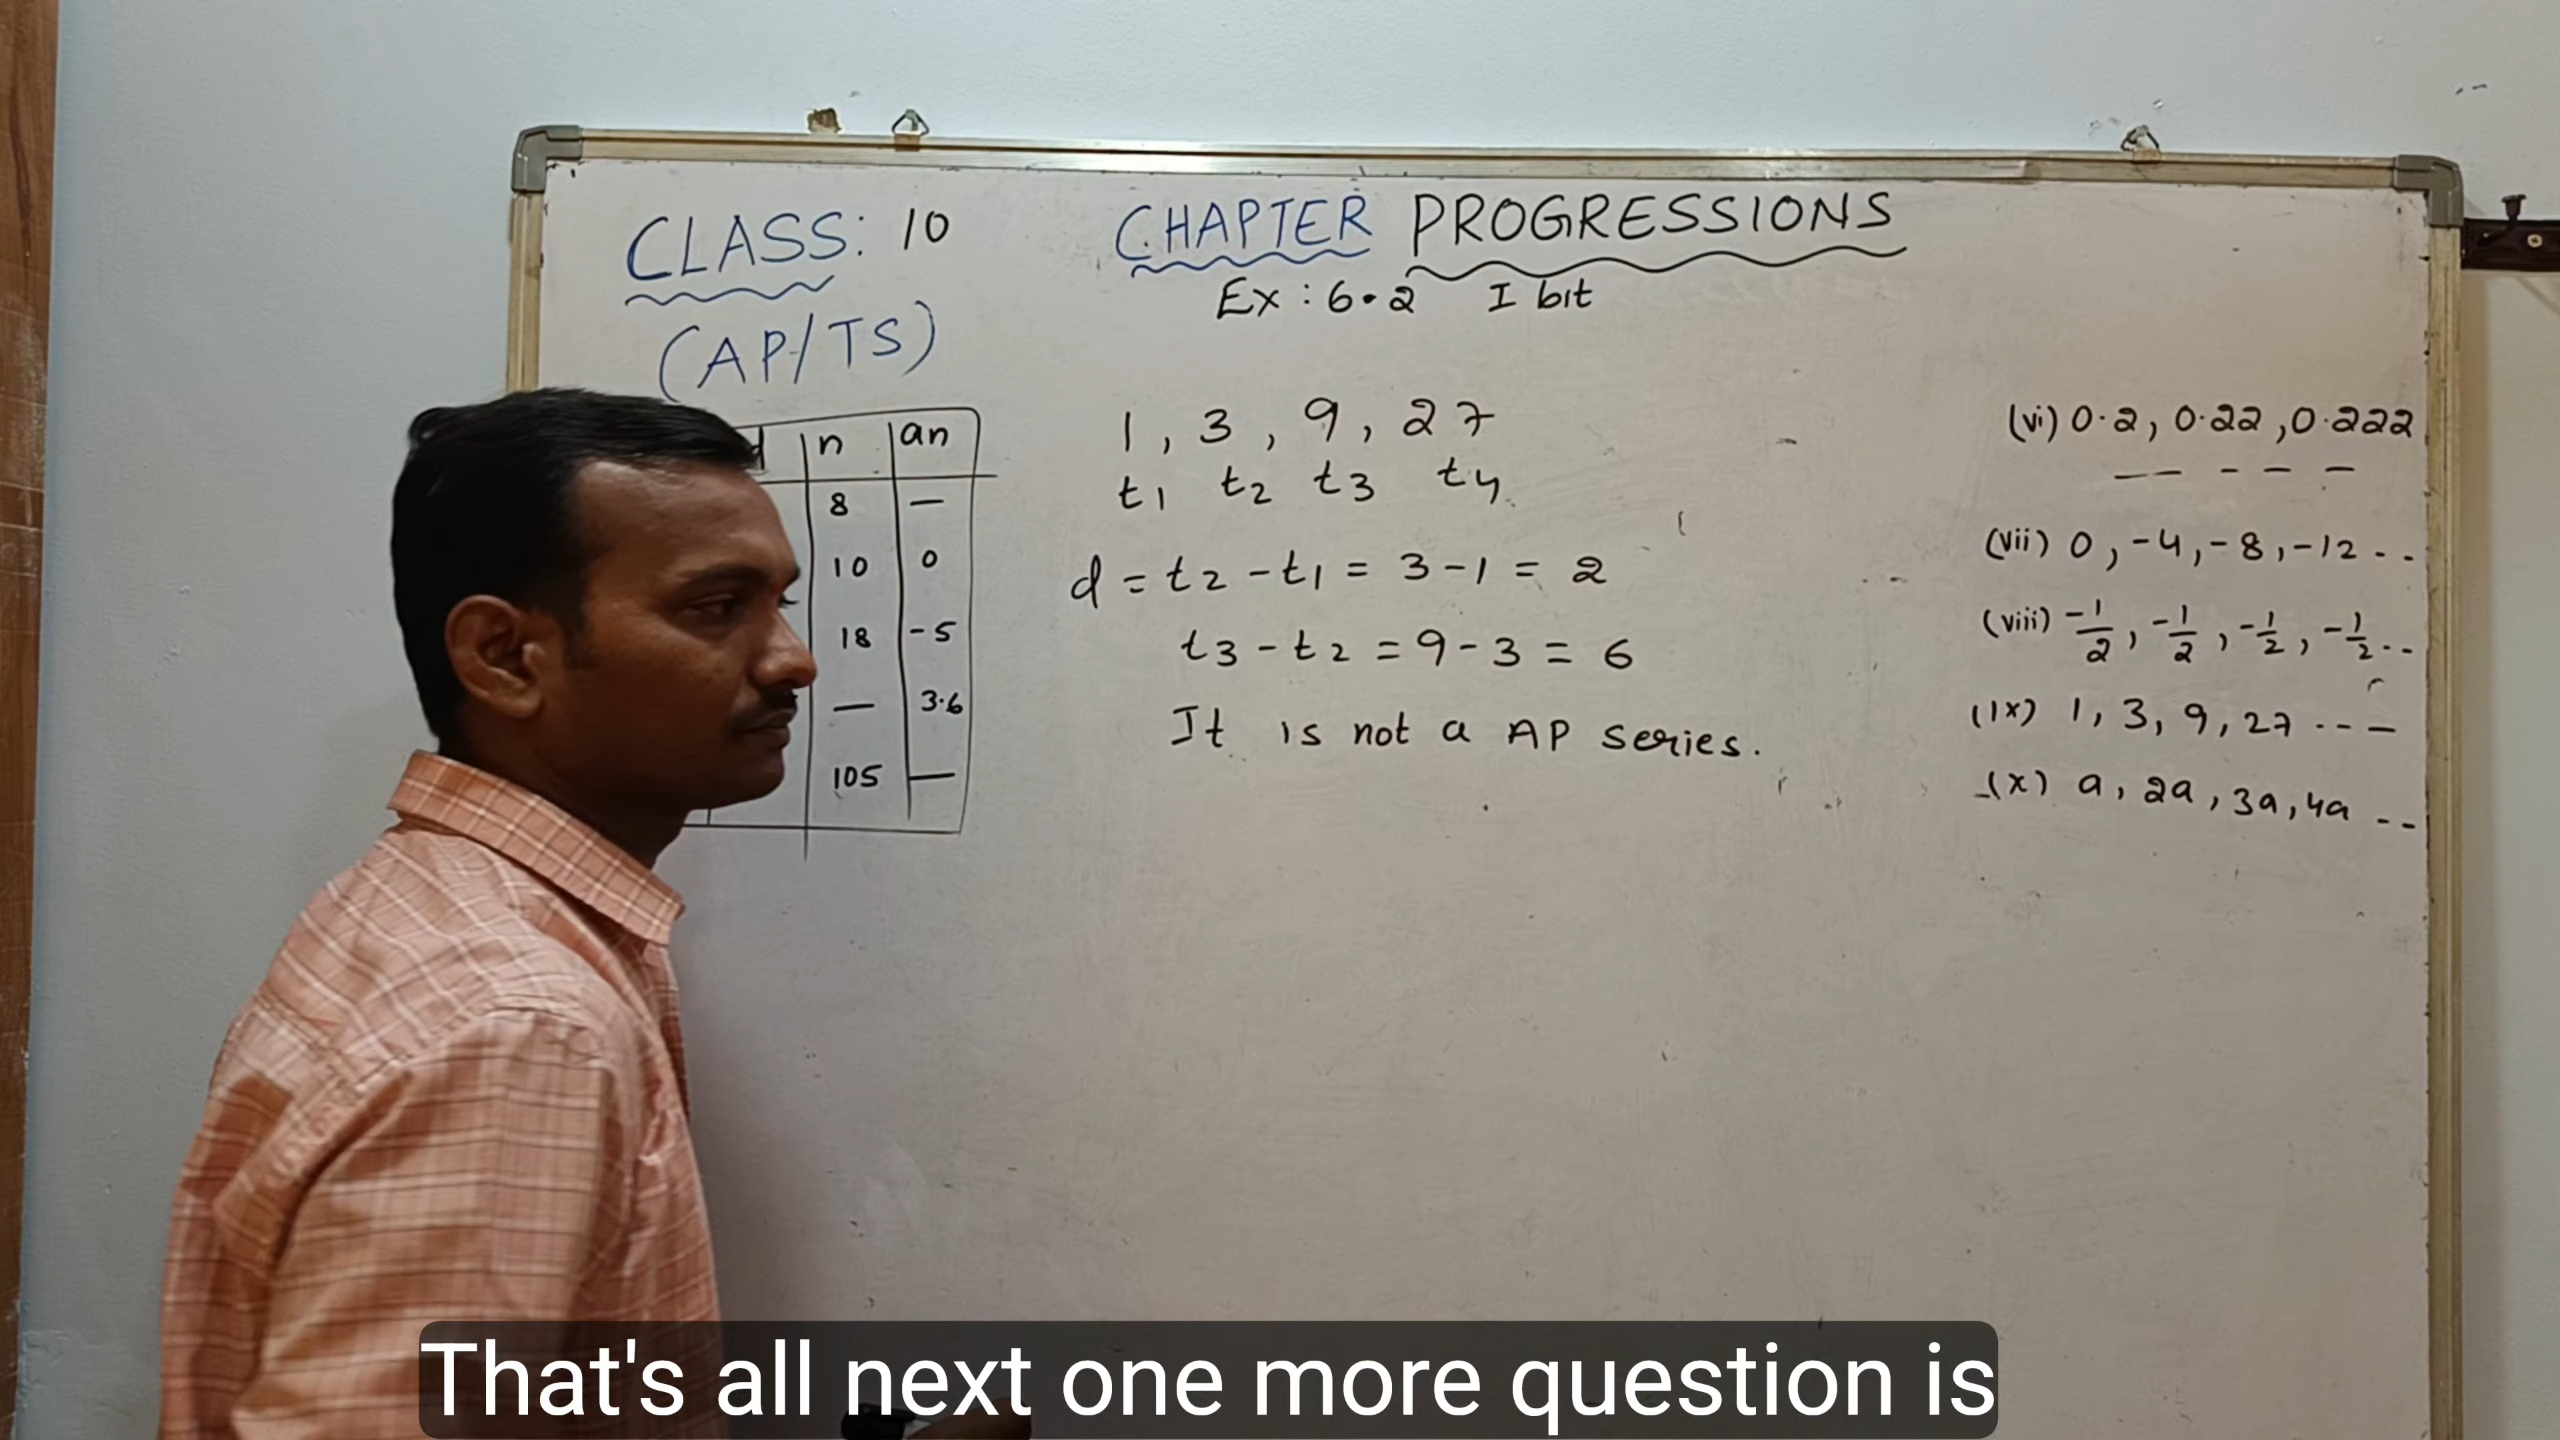 CLASS: 10
(AP/TS)
CHAPTER PROGRESSIONS
Ex : 6.2 I bit
n an
8 —
10 0
18 -5
— 3.6
105 —
1, 3, 9, 27
t1 t2 t3 t4
d = t2 - t1 = 3 - 1 = 2
t3 - t2 = 9 - 3 = 6
It is not a AP series.
(vi) 0.2, 0.22, 0.222
— — - – –
(vii) 0, -4, -8, -12 - -
(viii) -1/2, -1/2, -1/2, -1/2 - -
(ix) 1, 3, 9, 27 - - -
(x) a, 2a, 3a, 4a - -
That's all next one more question is